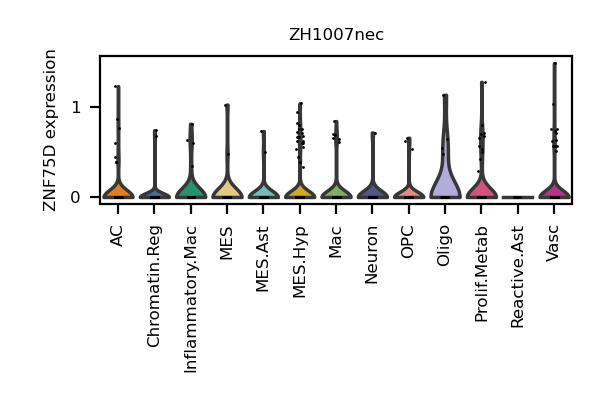 ZH1007nec
ZNF75D expression
1
0
AC
Chromatin.Reg
Inflammatory.Mac
MES
MES.Ast
MES.Hyp
Mac
Neuron
OPC
Oligo
Prolif.Metab
Reactive.Ast
Vasc